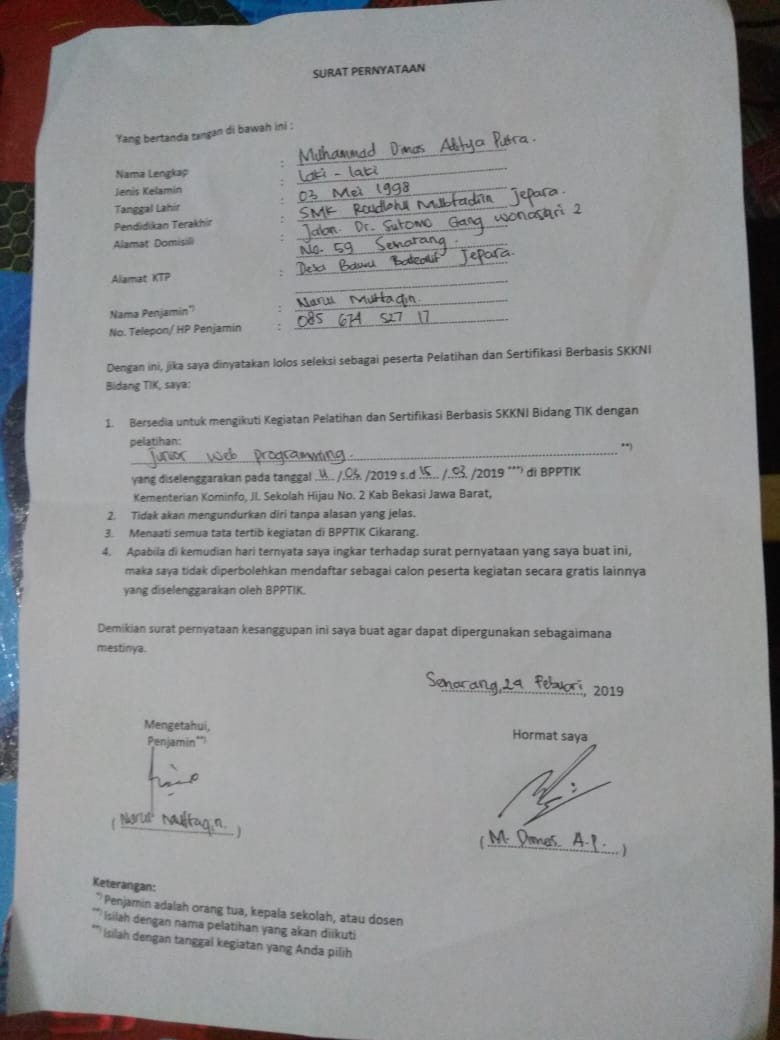 SURAT PERNYATAAN
Yang bertanda tangan di bawah ini :
Nama Lengkap : Muhammad Dimas Aditya Putra.
Jenis Kelamin : Laki - laki
Tanggal Lahir : 03 Mei 1998
Pendidikan Terakhir : SMK Roudlotul Mubtadiin Jepara.
Alamat Domisili : Jalan. Dr. Sutomo Gang Wonosari 2
No. 59 Semarang.
Alamat KTP : Desa Bawu Batealit Jepara.
Nama Penjamin*) : Narul Muttaqin.
No. Telepon/ HP Penjamin : 085 674 527 17
Dengan ini, jika saya dinyatakan lolos seleksi sebagai peserta Pelatihan dan Sertifikasi Berbasis SKKNI
Bidang TIK, saya:
1. Bersedia untuk mengikuti Kegiatan Pelatihan dan Sertifikasi Berbasis SKKNI Bidang TIK dengan
pelatihan:
Junior web programming. **)
yang diselenggarakan pada tanggal 11 /03 /2019 s.d 15 / 03 /2019 ***) di BPPTIK
Kementerian Kominfo, Jl. Sekolah Hijau No. 2 Kab Bekasi Jawa Barat,
2. Tidak akan mengundurkan diri tanpa alasan yang jelas.
3. Menaati semua tata tertib kegiatan di BPPTIK Cikarang.
4. Apabila di kemudian hari ternyata saya ingkar terhadap surat pernyataan yang saya buat ini,
maka saya tidak diperbolehkan mendaftar sebagai calon peserta kegiatan secara gratis lainnya
yang diselenggarakan oleh BPPTIK.
Demikian surat pernyataan kesanggupan ini saya buat agar dapat dipergunakan sebagaimana
mestinya.
Semarang, Februari, 2019
Mengetahui,
Penjamin**)
Hormat saya
( Narul Muttaqin. )
( M. Dimas. A.P. )
Keterangan:
*) Penjamin adalah orang tua, kepala sekolah, atau dosen
**) Isilah dengan nama pelatihan yang akan diikuti
***) Isilah dengan tanggal kegiatan yang Anda pilih